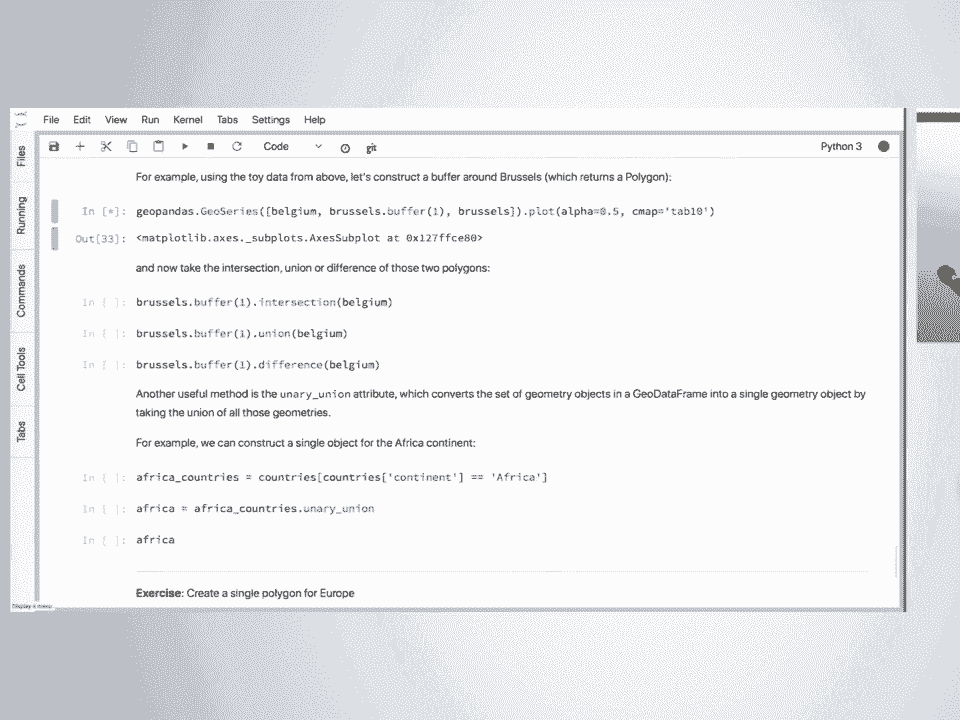 File Edit View Run Kernel Tabs Settings Help
Code
git
Python 3
Files
Running
Commands
Cell Tools
Tabs
For example, using the toy data from above, let's construct a buffer around Brussels (which returns a Polygon):
In [*]: geopandas.GeoSeries([belgium, brussels.buffer(1), brussels]).plot(alpha=0.5, cmap='tab10')
Out[33]: <matplotlib.axes._subplots.AxesSubplot at 0x127ffce80>
and now take the intersection, union or difference of those two polygons:
In [ ]: brussels.buffer(1).intersection(belgium)
In [ ]: brussels.buffer(1).union(belgium)
In [ ]: brussels.buffer(1).difference(belgium)
Another useful method is the unary_union attribute, which converts the set of geometry objects in a GeoDataFrame into a single geometry object by
taking the union of all those geometries.
For example, we can construct a single object for the Africa continent:
In [ ]: africa_countries = countries[countries['continent'] == 'Africa']
In [ ]: africa = africa_countries.unary_union
In [ ]: africa
Exercise: Create a single polygon for Europe